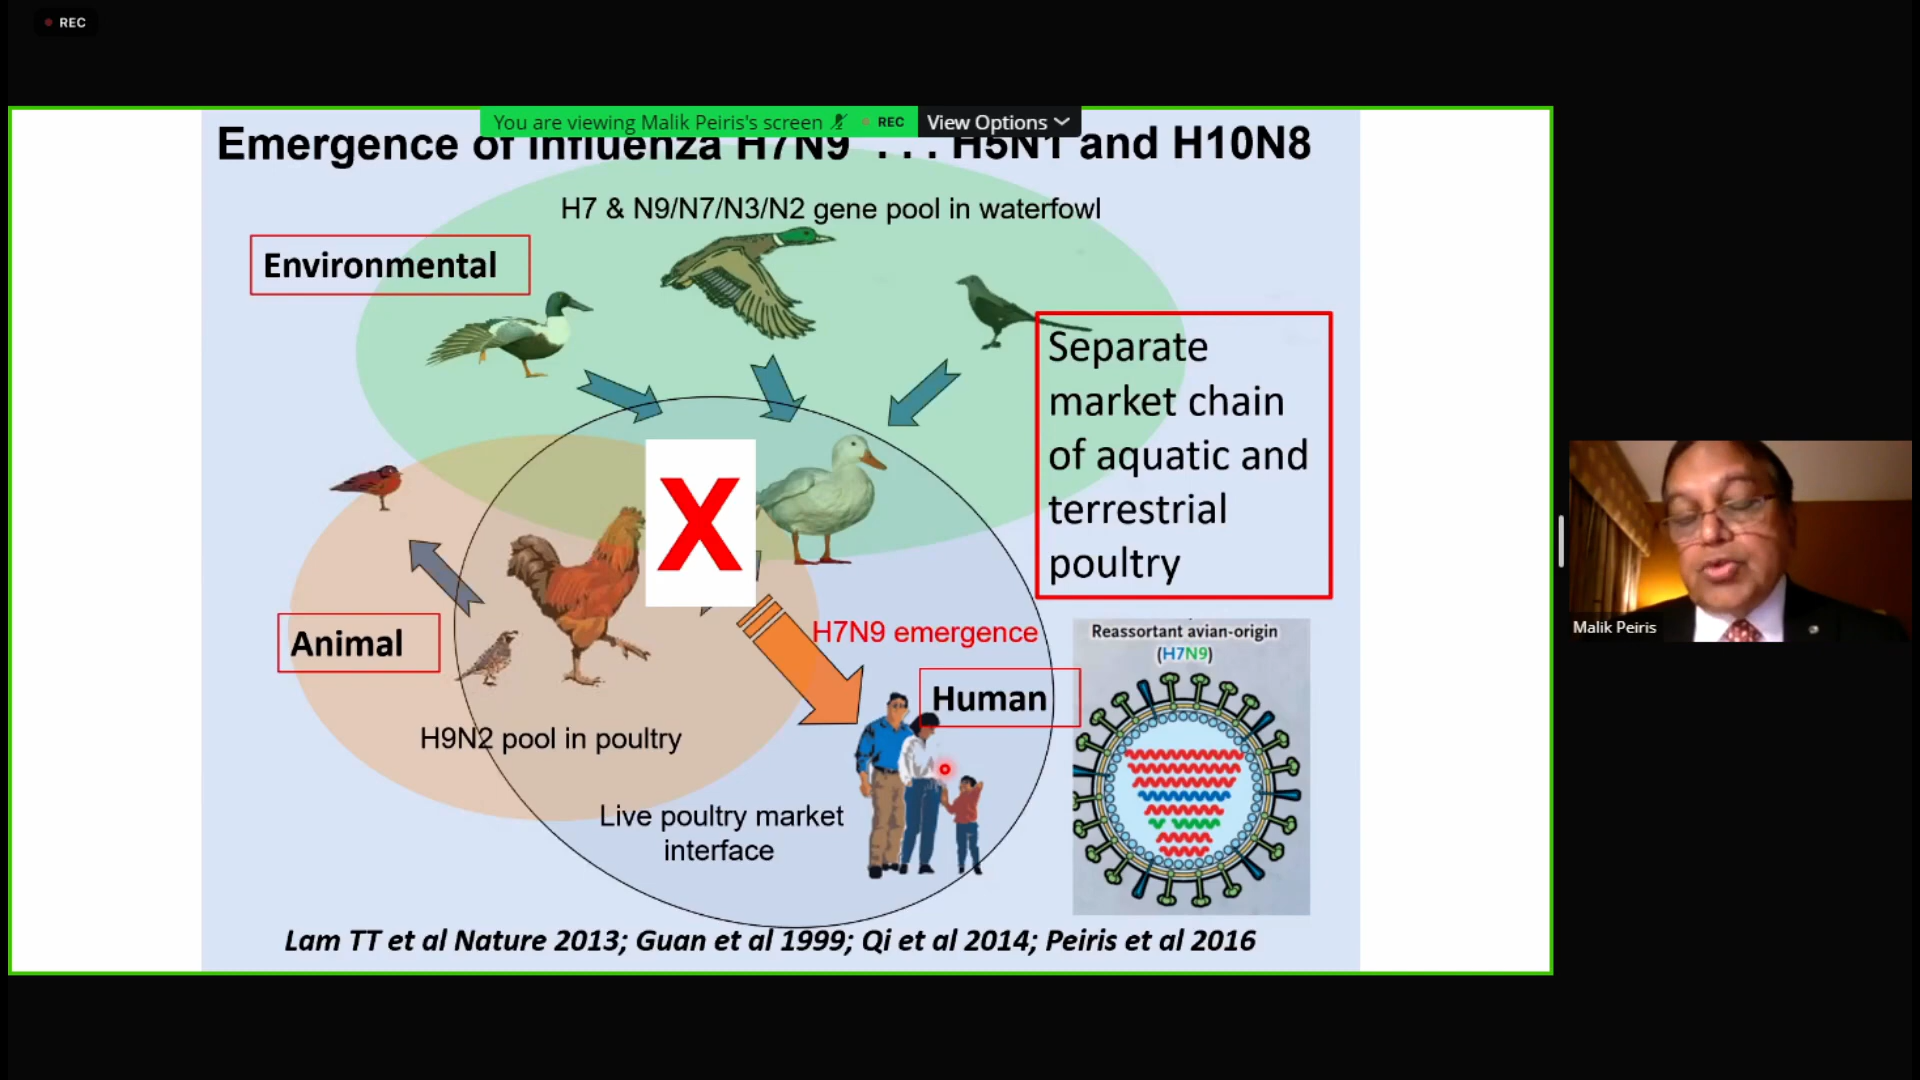 REC
You are viewing Malik Peiris's screen REC View Options
Emergence of Influenza H7N9 . . . H5N1 and H10N8
H7 & N9/N7/N3/N2 gene pool in waterfowl
Environmental
Separate
market chain
of aquatic and
terrestrial
poultry
X
Animal
H7N9 emergence
Human
Reassortant avian-origin
(H7N9)
Malik Peiris
H9N2 pool in poultry
Live poultry market
interface
Lam TT et al Nature 2013; Guan et al 1999; Qi et al 2014; Peiris et al 2016